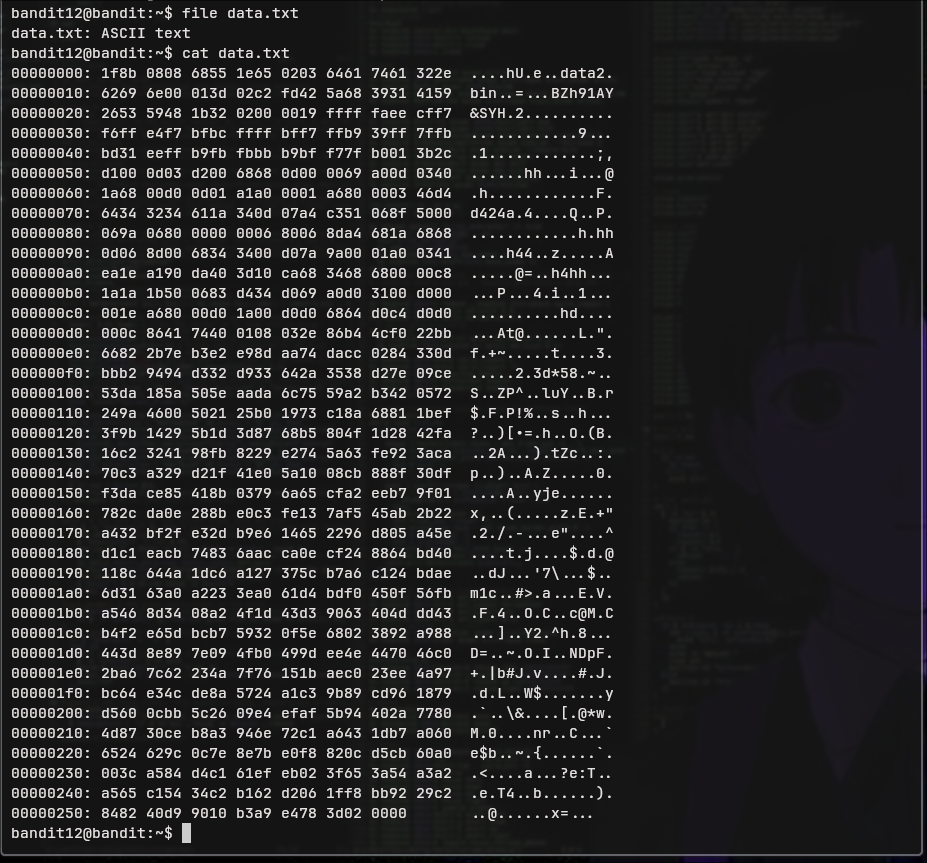 bandit12@bandit:~$ file data.txt
data.txt: ASCII text
bandit12@bandit:~$ cat data.txt
00000000: 1f8b 0808 6855 1e65 0203 6461 7461 322e  ....hU.e..data2.
00000010: 6269 6e00 013d 02c2 fd42 5a68 3931 4159  bin..=...BZh91AY
00000020: 2653 5948 1b32 0200 0019 ffff faee cff7  &SYH.2..........
00000030: f6ff e4f7 bfbc ffff bff7 ffb9 39ff 7ffb  ............9...
00000040: bd31 eeff b9fb fbbb b9bf f77f b001 3b2c  .1............;,
00000050: d100 0d03 d200 6868 0d00 0069 a00d 0340  ......hh...i...@
00000060: 1a68 00d0 0d01 a1a0 0001 a680 0003 46d4  .h............F.
00000070: 6434 3234 611a 340d 07a4 c351 068f 5000  d424a.4....Q..P.
00000080: 069a 0680 0000 0006 8006 8da4 681a 6868  ............h.hh
00000090: 0d06 8d00 6834 3400 d07a 9a00 01a0 0341  ....h44..z.....A
000000a0: ea1e a190 da40 3d10 ca68 3468 6800 00c8  .....@=..h4hh...
000000b0: 1a1a 1b50 0683 d434 d069 a0d0 3100 d000  ...P...4.i..1...
000000c0: 001e a680 00d0 1a00 d0d0 6864 d0c4 d0d0  ..........hd....
000000d0: 000c 8641 7440 0108 032e 86b4 4cf0 22bb  ...At@......L.".
000000e0: 6682 2b7e b3e2 e98d aa74 dacc 0284 330d  f.+~.....t....3.
000000f0: bbb2 9494 d332 d933 642a 3538 d27e 09ce  .....2.3d*58.~..
00000100: 53da 185a 505e aada 6c75 59a2 b342 0572  S..ZP^..luY..B.r
00000110: 249a 4600 5021 25b0 1973 c18a 6881 1bef  $.F.P!%..s..h...
00000120: 3f9b 1429 5b1d 3d87 68b5 804f 1d28 42fa  ?..)[.=.h..O.(B.
00000130: 16c2 3241 98fb 8229 e274 5a63 fe92 3aca  ..2A...).tZc..:.
00000140: 70c3 a329 d21f 41e0 5a10 08cb 888f 30df  p..)..A.Z.....0.
00000150: f3da ce85 418b 0379 6a65 cfa2 eeb7 9f01  ....A..yje......
00000160: 782c da0e 288b e0c3 fe13 7af5 45ab 2b22  x,..(.....z.E.+"
00000170: a432 bf2f e32d b9e6 1465 2296 d805 a45e  .2./.-...e"....^
00000180: d1c1 eacb 7483 6aac ca0e cf24 8864 bd40  ....t.j....$.d.@
00000190: 118c 644a 1dc6 a127 375c b7a6 c124 bdae  ..dJ...'7\...$..
000001a0: 6d31 63a0 a223 3ea0 61d4 bdf0 450f 56fb  m1c..#>.a...E.V.
000001b0: a546 8d34 08a2 4f1d 43d3 9063 404d dd43  .F.4..O.C..c@M.C
000001c0: b4f2 e65d bcb7 5932 0f5e 6802 3892 a988  ...]..Y2.^h.8...
000001d0: 443d 8e89 7e09 4fb0 499d ee4e 4470 46c0  D=..~.O.I..NDpF.
000001e0: 2ba6 7c62 234a 7f76 151b aec0 23ee 4a97  +.|b#J.v....#.J.
000001f0: bc64 e34c de8a 5724 a1c3 9b89 cd96 1879  .d.L..W$.......y
00000200: d560 0cbb 5c26 09e4 efaf 5b94 402a 7780  .`..\&....[.@*w.
00000210: 4d87 30ce b8a3 946e 72c1 a643 1db7 a060  M.0....nr..C...`
00000220: 6524 629c 0c7e 8e7b e0f8 820c d5cb 60a0  e$b..~.{......`.
00000230: 003c a584 d4c1 61ef eb02 3f65 3a54 a3a2  .<....a...?e:T..
00000240: a565 c154 34c2 b162 d206 1ff8 bb92 29c2  .e.T4..b......).
00000250: 8482 40d9 9010 b3a9 e478 3d02 0000       ..@......x=...
bandit12@bandit:~$